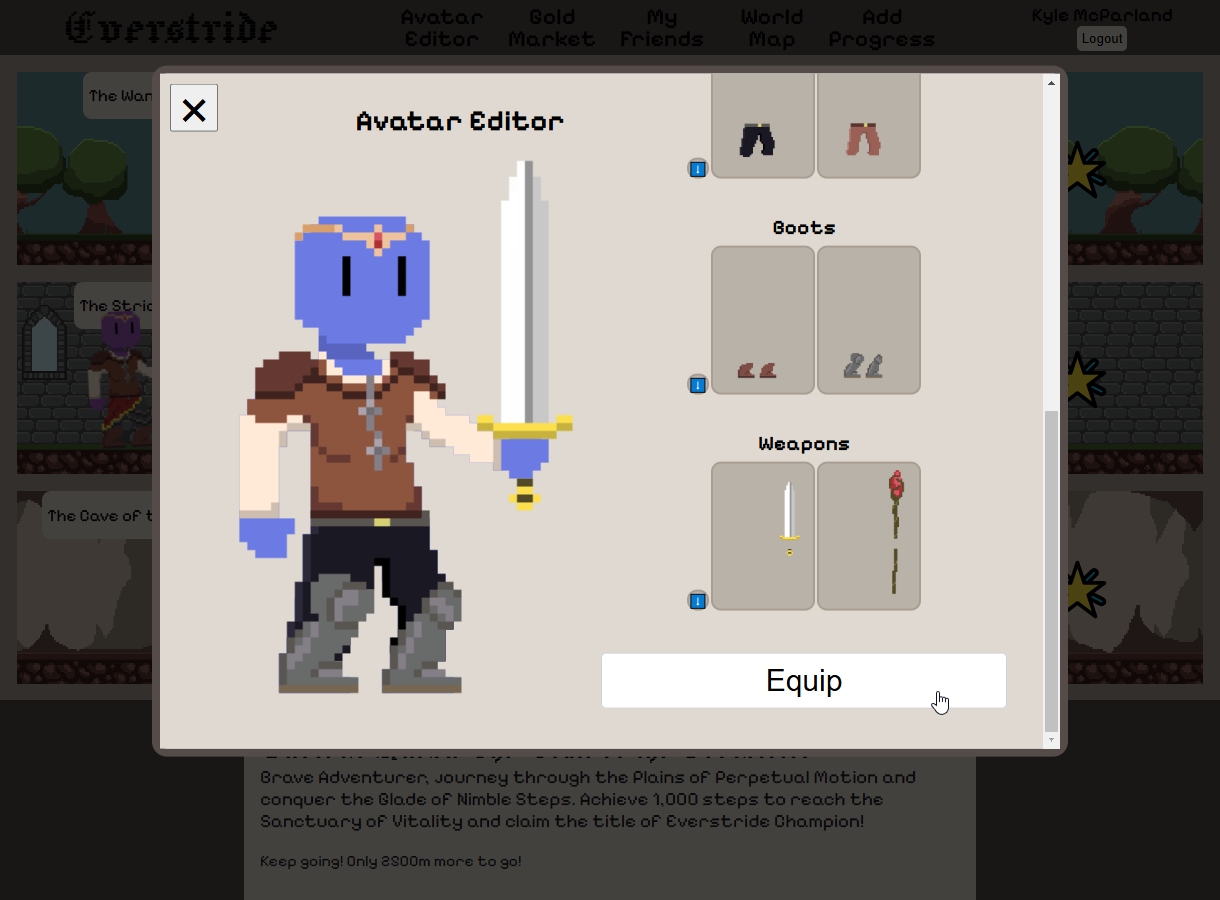 Everstride
Avatar Editor
Gold Market
My Friends
World Map
Add Progress
Kyle McParland
Logout
The Wan
The Stric
The Cave of t
Avatar Editor
Boots
Weapons
Equip
Brave Adventurer, journey through the Plains of Perpetual Motion and
conquer the Glade of Nimble Steps. Achieve 1,000 steps to reach the
Sanctuary of Vitality and claim the title of Everstride Champion!
Keep going! Only 2800m more to go!